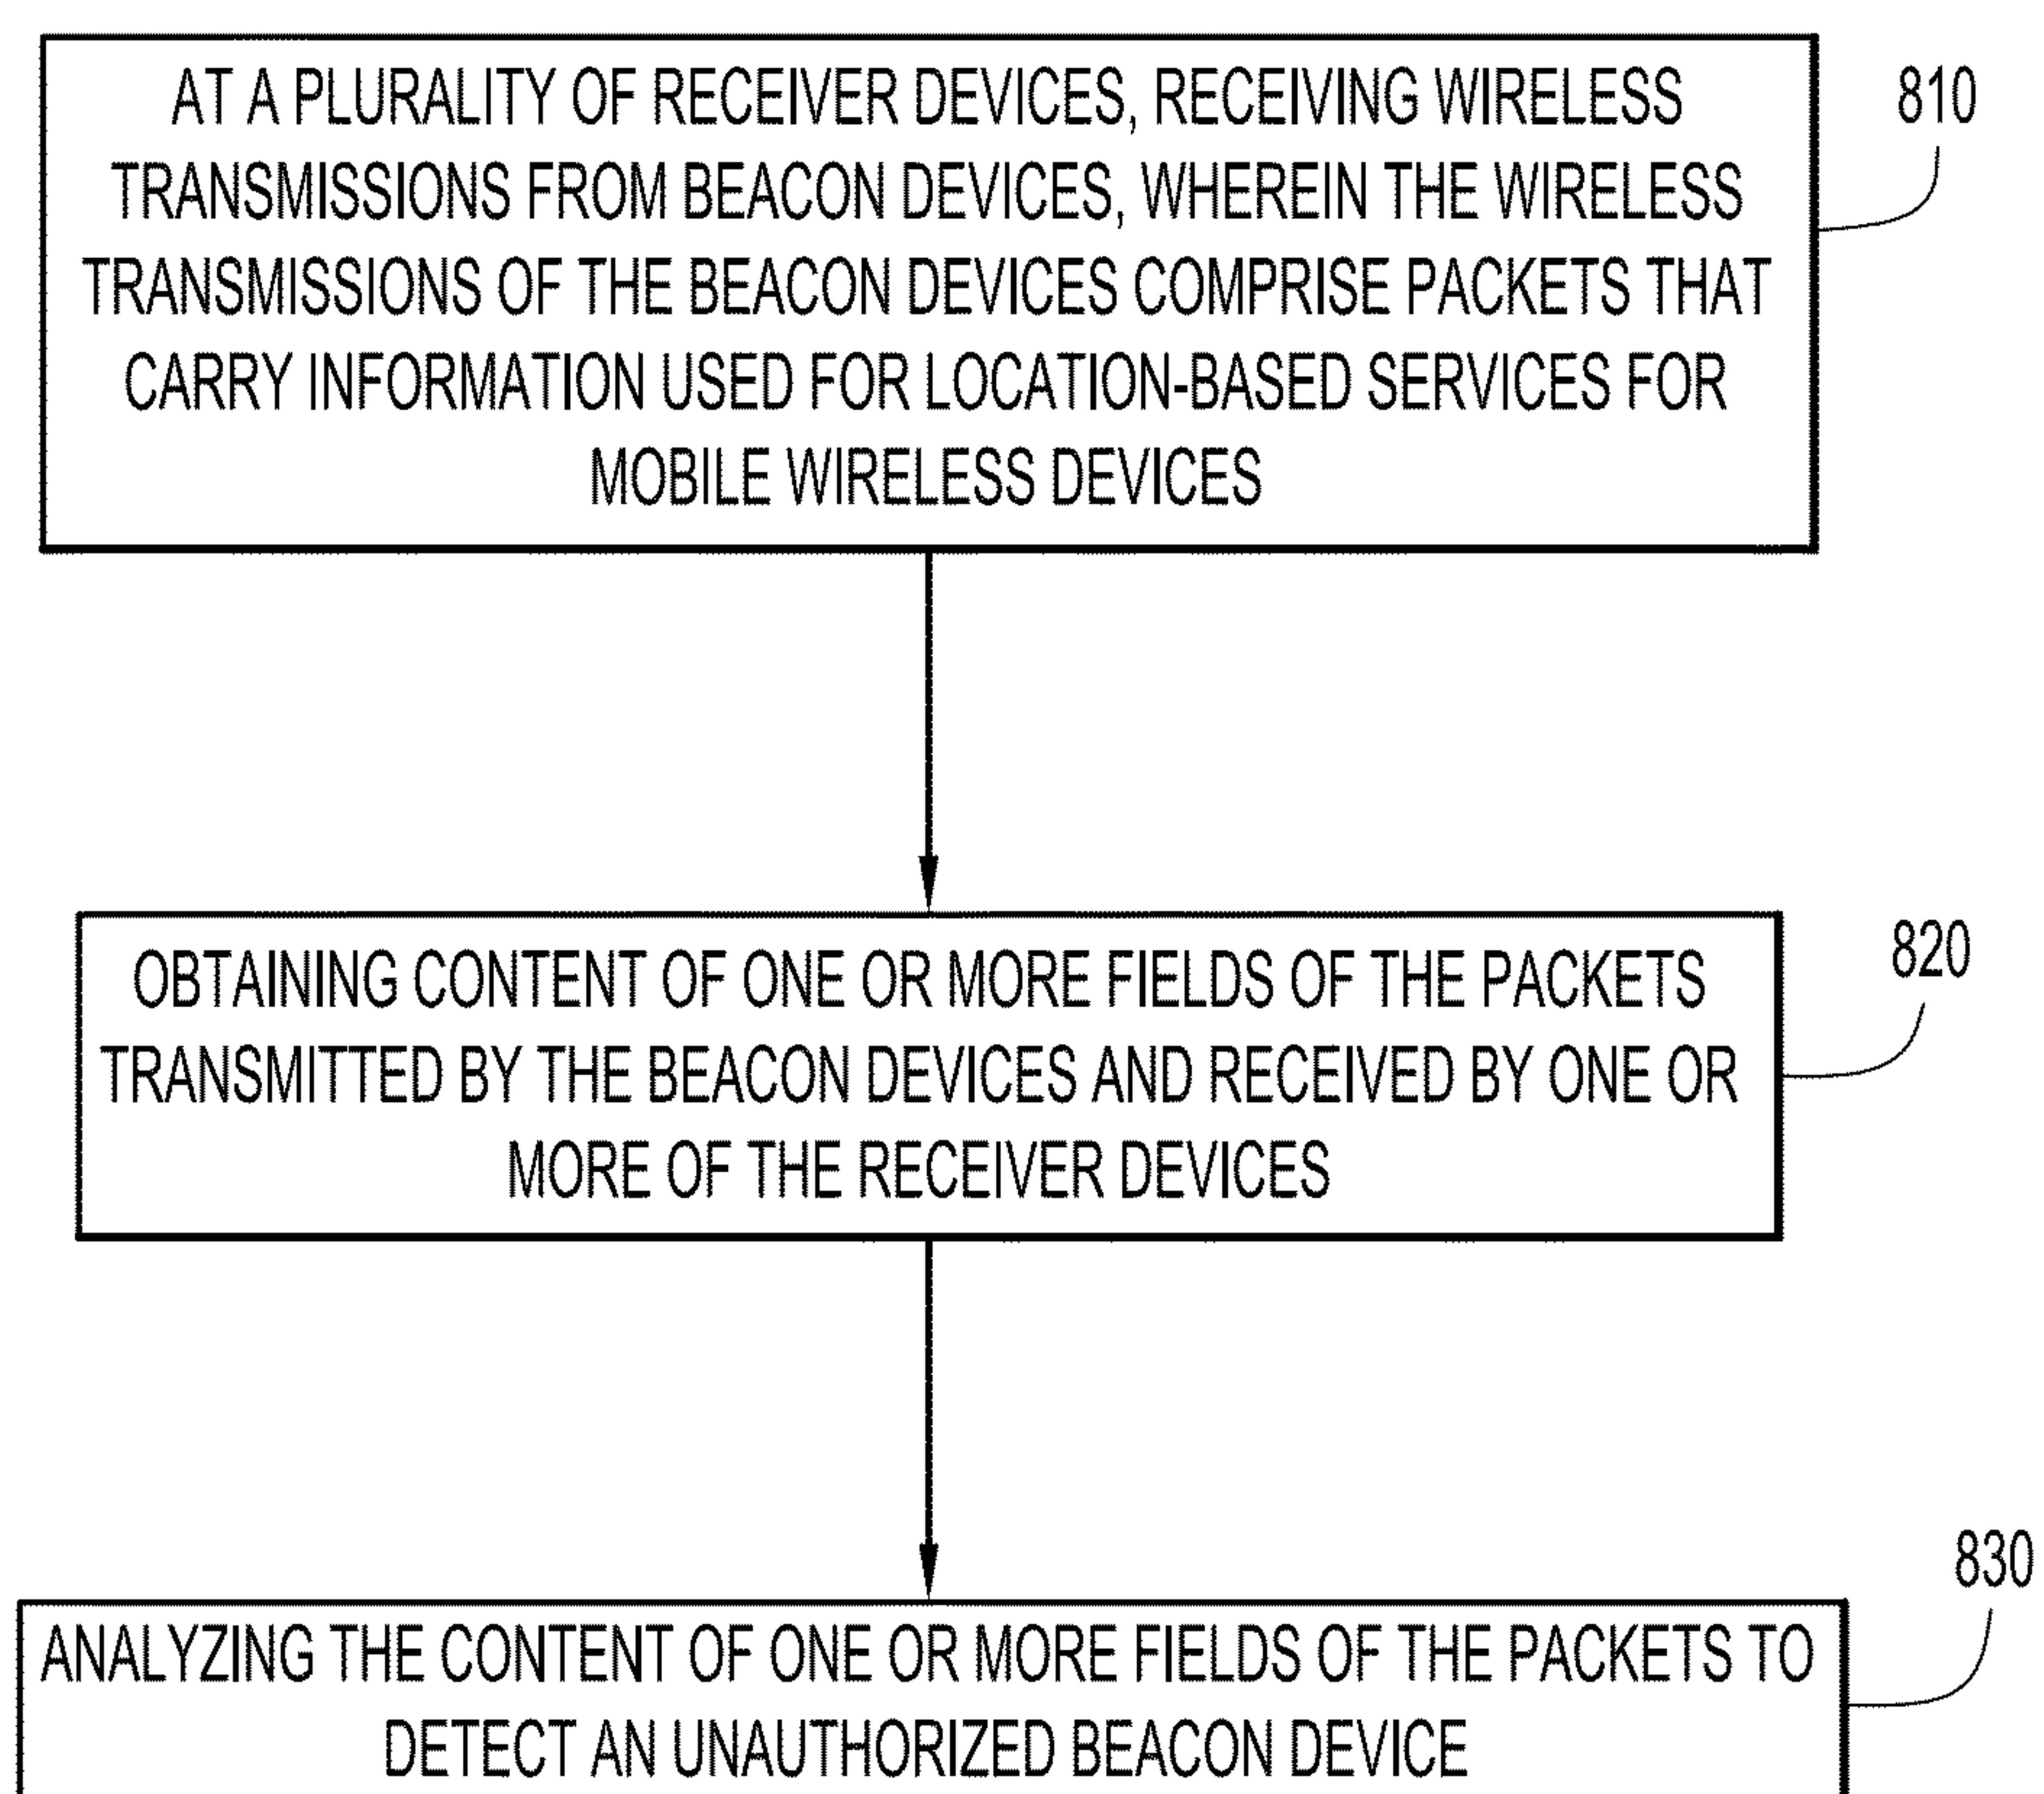 AT A PLURALITY OF RECEIVER DEVICES, RECEIVING WIRELESS
TRANSMISSIONS FROM BEACON DEVICES, WHEREIN THE WIRELESS
TRANSMISSIONS OF THE BEACON DEVICES COMPRISE PACKETS THAT
CARRY INFORMATION USED FOR LOCATION-BASED SERVICES FOR
MOBILE WIRELESS DEVICES
810
OBTAINING CONTENT OF ONE OR MORE FIELDS OF THE PACKETS
TRANSMITTED BY THE BEACON DEVICES AND RECEIVED BY ONE OR
MORE OF THE RECEIVER DEVICES
820
ANALYZING THE CONTENT OF ONE OR MORE FIELDS OF THE PACKETS TO
DETECT AN UNAUTHORIZED BEACON DEVICE
830